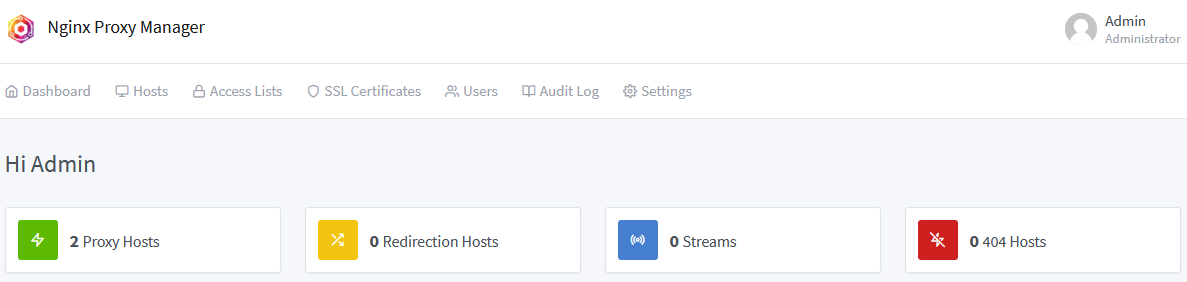 Nginx Proxy Manager
Admin
Administrator
Dashboard Hosts Access Lists SSL Certificates Users Audit Log Settings
Hi Admin
2 Proxy Hosts 0 Redirection Hosts 0 Streams 0 404 Hosts